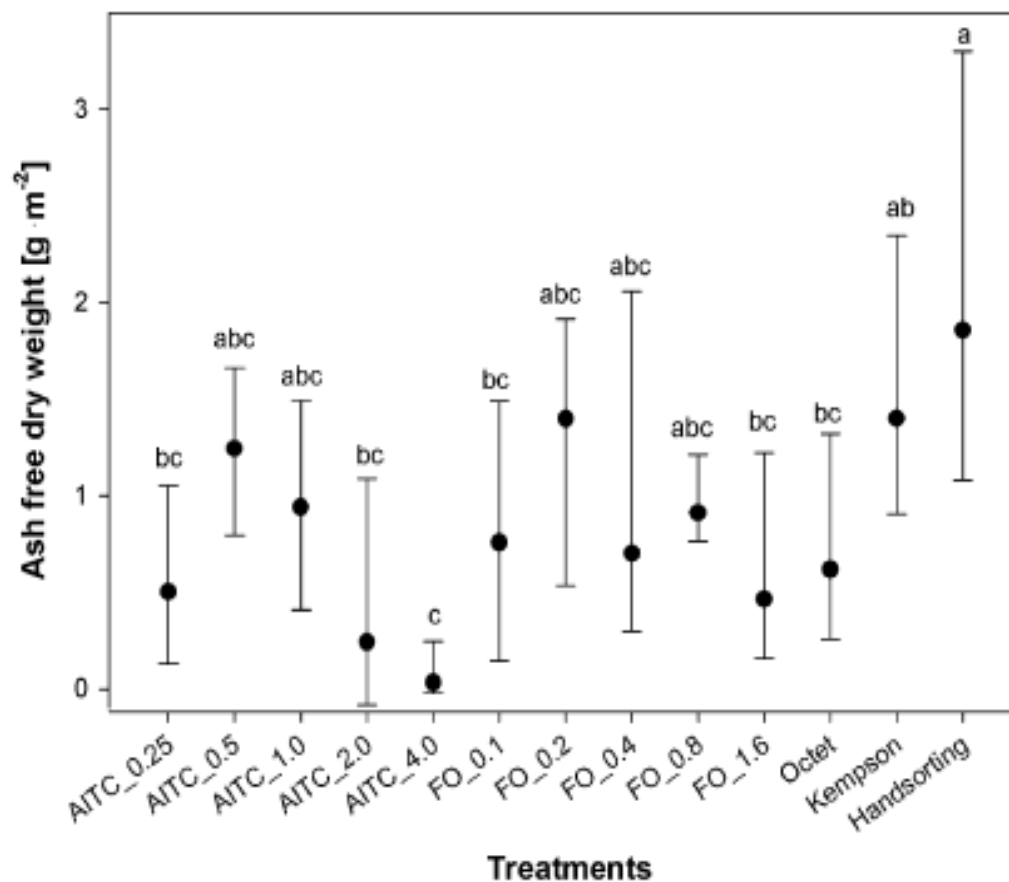 a
3
ab
abc
abc
2
abc
abc
bc
abc
bc
bc
bc
bc
1
c
0
AITC_0.25
AITC_0.5
AITC_1.0
AITC_2.0
AITC_4.0
FO_0.1
FO_0.2
FO_0.4
FO_0.8
FO_1.6
Octet
Kempson
Handsorting
Ash free dry weight [g·m⁻²]
Treatments